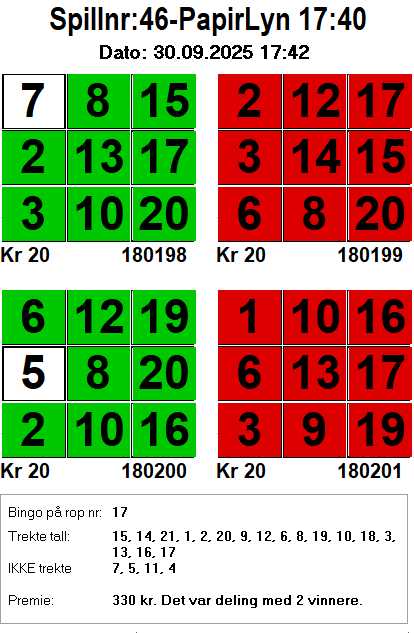 Spillnr:46-PapirLyn 17:40
Dato: 30.09.2025 17:42
7 8 15 2 12 17
2 13 17 3 14 15
3 10 20 6 8 20
Kr 20 180198 Kr 20 180199
6 12 19 1 10 16
5 8 20 6 13 17
2 10 16 3 9 19
Kr 20 180200 Kr 20 180201
Bingo på rop nr: 17
Trekte tall: 15, 14, 21, 1, 2, 20, 9, 12, 6, 8, 19, 10, 18, 3,
13, 16, 17
IKKE trekte 7, 5, 11, 4
Premie: 330 kr. Det var deling med 2 vinnere.